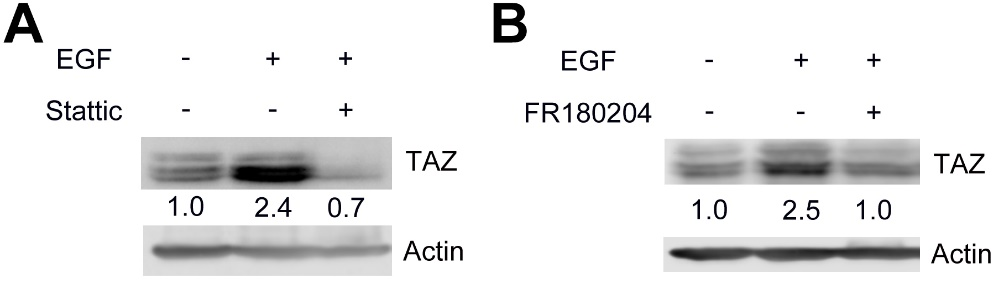 A
EGF - + +
Stattic - - +
TAZ
1.0 2.4 0.7
Actin
B
EGF - + +
FR180204 - - +
TAZ
1.0 2.5 1.0
Actin